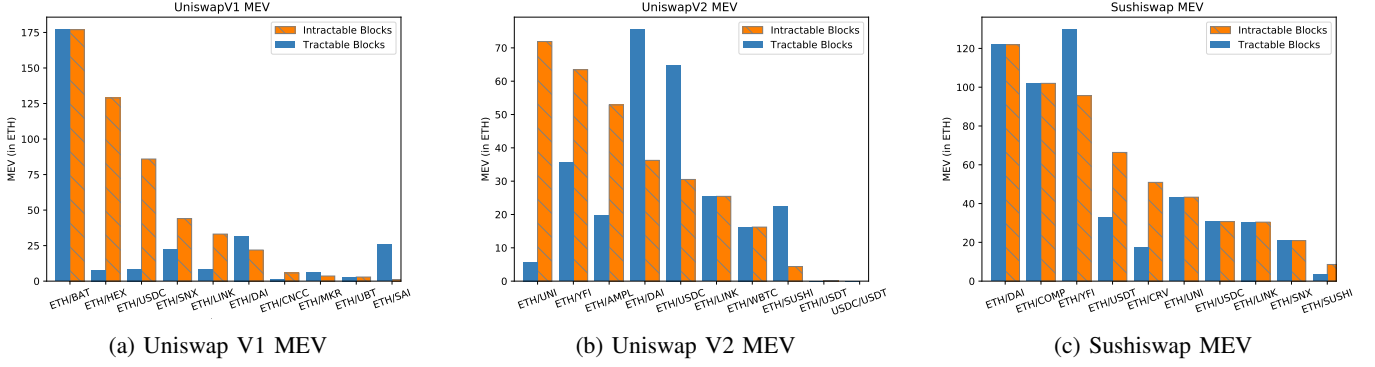 UniswapV1 MEV
MEV (in ETH)
175
150
125
100
75
50
25
0
Intractable Blocks
Tractable Blocks
ETH/BAT
ETH/HEX
ETH/USDC
ETH/SNX
ETH/LINK
ETH/DAI
ETH/CNCC
ETH/MKR
ETH/UBT
ETH/SAI
(a) Uniswap V1 MEV
UniswapV2 MEV
MEV (in ETH)
70
60
50
40
30
20
10
0
Intractable Blocks
Tractable Blocks
ETH/UNI
ETH/YFI
ETH/AMPL
ETH/DAI
ETH/USDC
ETH/LINK
ETH/WBTC
ETH/SUSHI
ETH/USDT
USDC/USDT
(b) Uniswap V2 MEV
Sushiswap MEV
MEV (in ETH)
120
100
80
60
40
20
0
Intractable Blocks
Tractable Blocks
ETH/DAI
ETH/COMP
ETH/YFI
ETH/USDT
ETH/CRV
ETH/UNI
ETH/USDC
ETH/LINK
ETH/SNX
ETH/SUSHI
(c) Sushiswap MEV